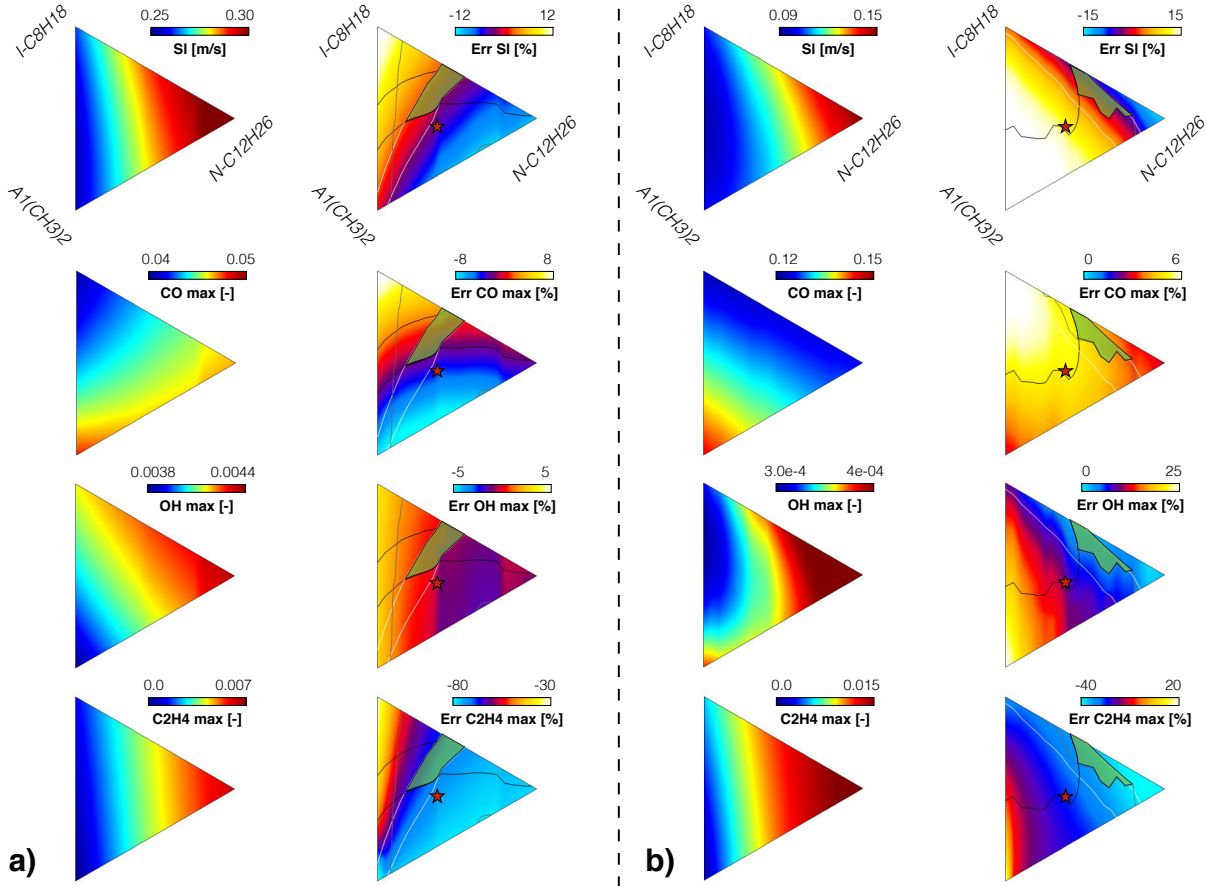 I-C8H18
0.25 0.30
Sl [m/s]
N-C12H26
A1(CH3)2
I-C8H18
-12 12
Err Sl [%]
N-C12H26
A1(CH3)2
I-C8H18
0.09 0.15
Sl [m/s]
N-C12H26
A1(CH3)2
I-C8H18
-15 15
Err Sl [%]
N-C12H26
A1(CH3)2
0.04 0.05
CO max [-]
-8 8
Err CO max [%]
0.12 0.15
CO max [-]
0 6
Err CO max [%]
0.0038 0.0044
OH max [-]
-5 5
Err OH max [%]
3.0e-4 4e-04
OH max [-]
0 25
Err OH max [%]
0.0 0.007
C2H4 max [-]
-80 -30
Err C2H4 max [%]
0.0 0.015
C2H4 max [-]
-40 20
Err C2H4 max [%]
a)
b)